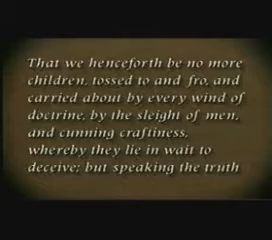 That we henceforth be no more
children, tossed to and fro, and
carried about by every wind of
doctrine, by the sleight of men,
and cunning craftiness,
whereby they lie in wait to
deceive; but speaking the truth